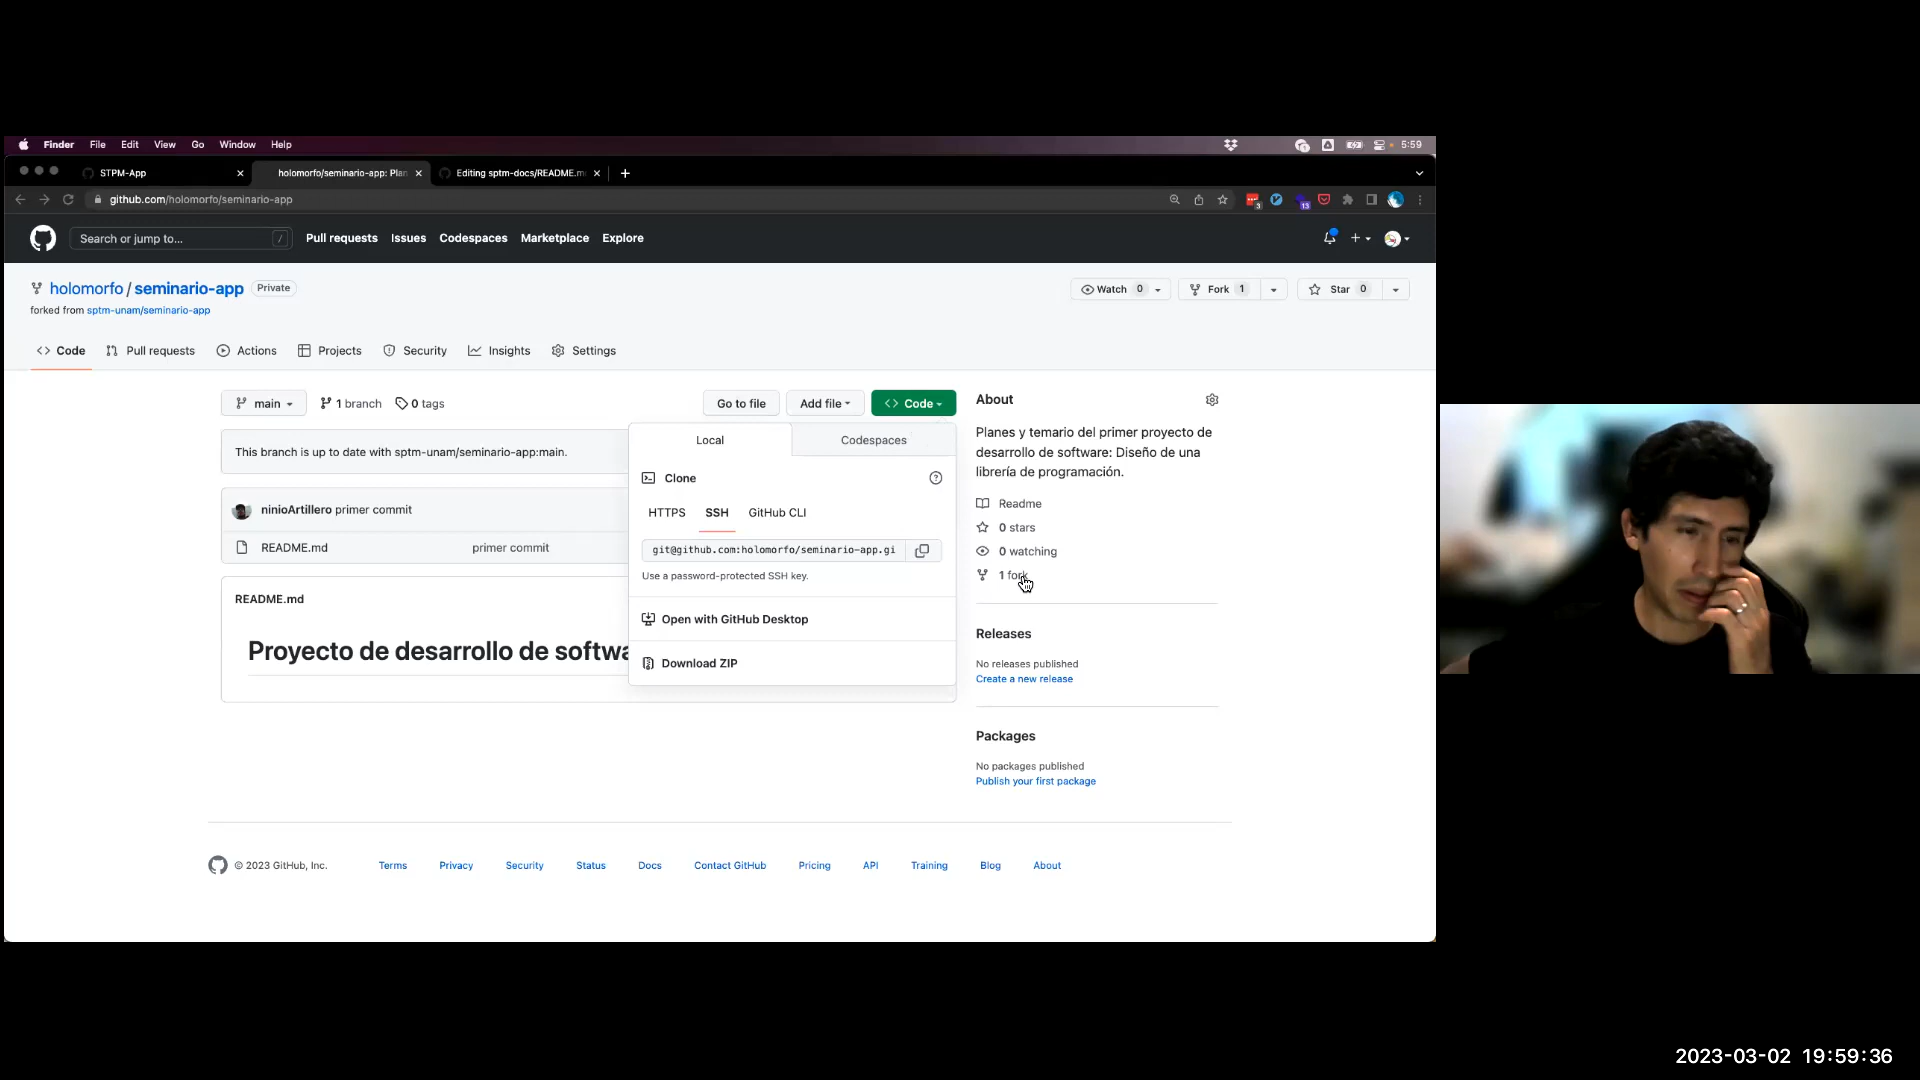 Finder File Edit View Go Window Help 5:59
STPM-App holomorfo/seminario-app: Plan Editing sptm-docs/README.m
github.com/holomorfo/seminario-app 3 13
Search or jump to... / Pull requests Issues Codespaces Marketplace Explore
holomorfo / seminario-app Private Watch 0 Fork 1 Star 0
forked from sptm-unam/seminario-app
Code Pull requests Actions Projects Security Insights Settings
main 1 branch 0 tags Go to file Add file Code
This branch is up to date with sptm-unam/seminario-app:main.
ninioArtillero primer commit
README.md primer commit
README.md
Proyecto de desarrollo de softwa
Local Codespaces
Clone
HTTPS SSH GitHub CLI
git@github.com:holomorfo/seminario-app.gi
Use a password-protected SSH key.
Open with GitHub Desktop
Download ZIP
About
Planes y temario del primer proyecto de
desarrollo de software: Diseño de una
librería de programación.
Readme
0 stars
0 watching
1 fork
Releases
No releases published
Create a new release
Packages
No packages published
Publish your first package
© 2023 GitHub, Inc. Terms Privacy Security Status Docs Contact GitHub Pricing API Training Blog About
2023-03-02 19:59:36